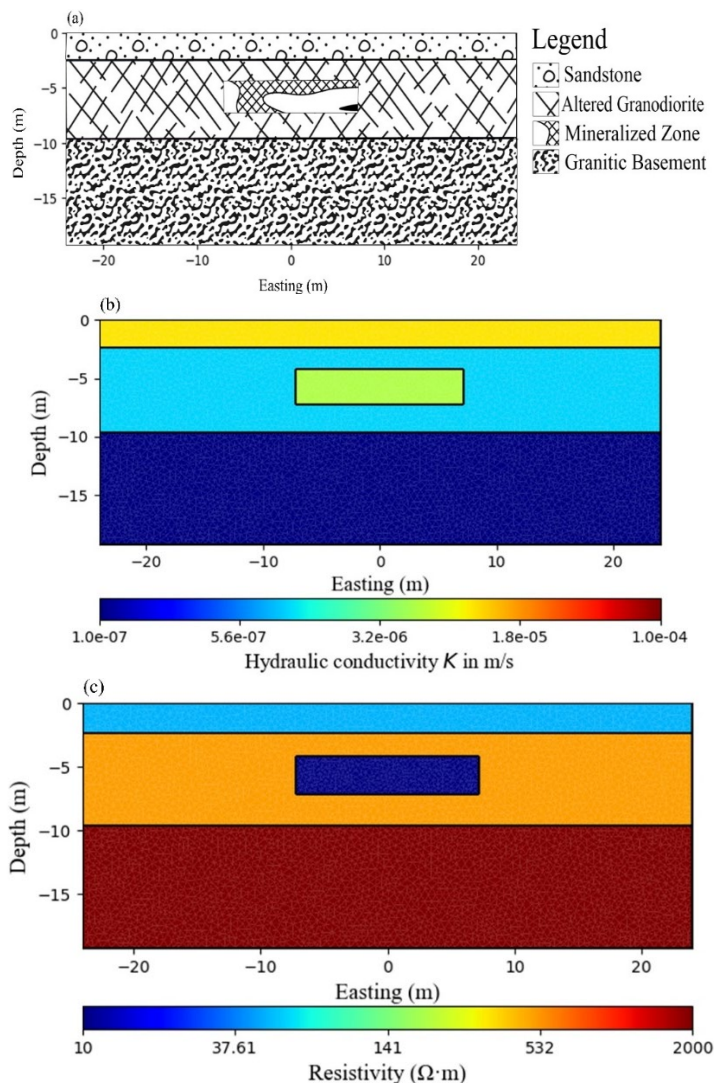 (a)
0
−5
−10
−15
Depth (m)
−20 −10 0 10 20
Easting (m)
Legend
Sandstone
Altered Granodiorite
Mineralized Zone
Granitic Basement
(b)
0
−5
−10
−15
Depth (m)
−20 −10 0 10 20
Easting (m)
1.0e-07 5.6e-07 3.2e-06 1.8e-05 1.0e-04
Hydraulic conductivity K in m/s
(c)
0
−5
−10
−15
Depth (m)
−20 −10 0 10 20
Easting (m)
10 37.61 141 532 2000
Resistivity (Ω·m)